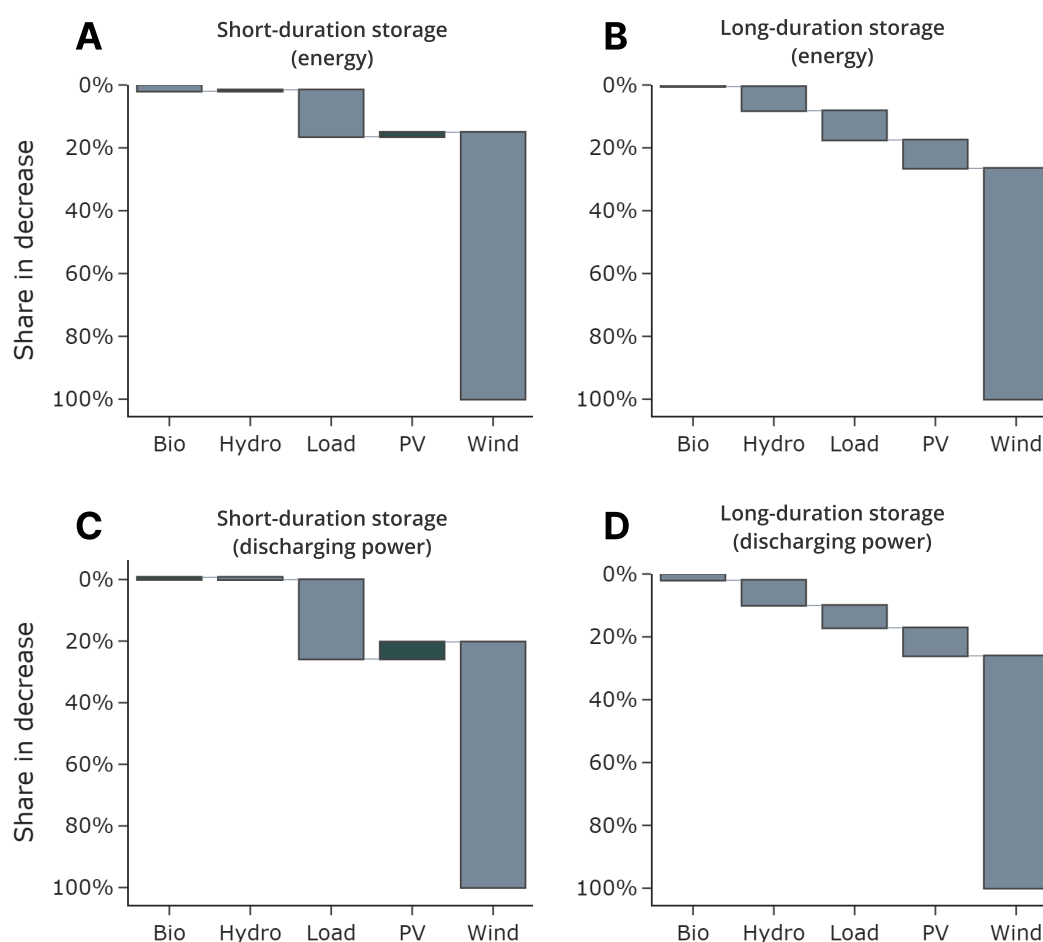 A
Short-duration storage
(energy)
Share in decrease
0%
20%
40%
60%
80%
100%
Bio Hydro Load PV Wind
B
Long-duration storage
(energy)
0%
20%
40%
60%
80%
100%
Bio Hydro Load PV Wind
C
Short-duration storage
(discharging power)
Share in decrease
0%
20%
40%
60%
80%
100%
Bio Hydro Load PV Wind
D
Long-duration storage
(discharging power)
0%
20%
40%
60%
80%
100%
Bio Hydro Load PV Wind